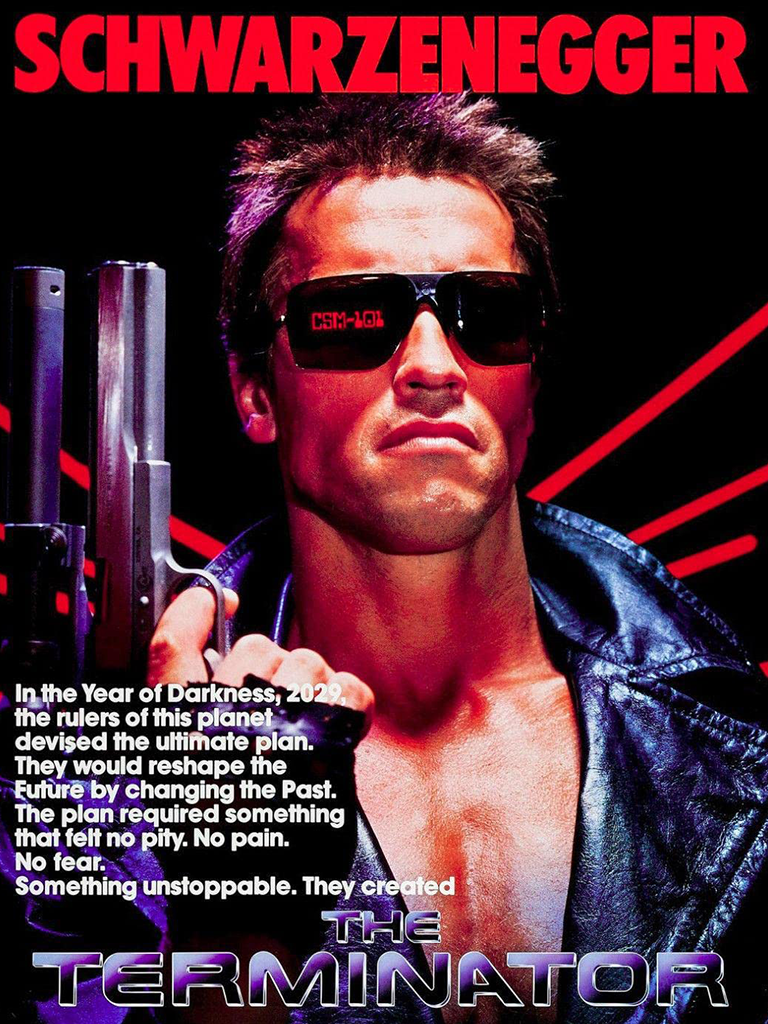 SCHWARZENEGGER
CSM-101
In the Year of Darkness, 2029,
the rulers of this planet
devised the ultimate plan.
They would reshape the
Future by changing the Past.
The plan required something
that felt no pity. No pain.
No fear.
Something unstoppable. They created
THE
TERMINATOR